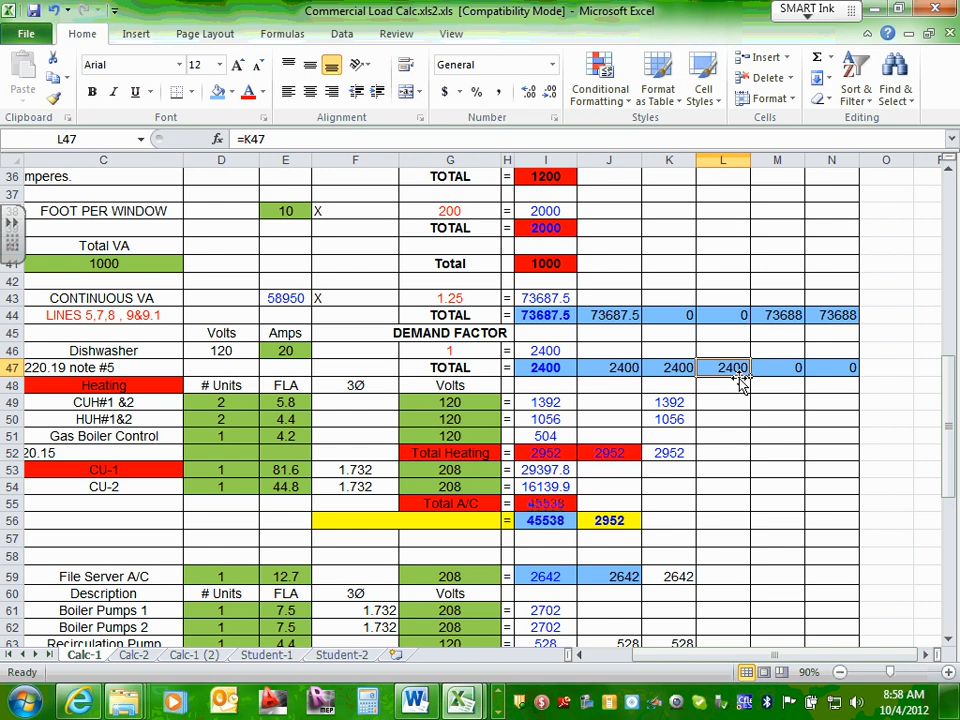 Commercial Load Calc.xls2.xls [Compatibility Mode] - Microsoft Excel
SMART Ink
File Home Insert Page Layout Formulas Data Review View
Paste
Arial 12
General
Conditional Formatting
Format as Table
Cell Styles
Insert
Delete
Format
Sort & Filter
Find & Select
Clipboard Font Alignment Number Styles Cells Editing
L47 fx =K47
C D E F G H I J K L M N O
36 mperes. TOTAL = 1200
37
38 FOOT PER WINDOW 10 X 200 = 2000
TOTAL = 2000
Total VA
41 1000 Total = 1000
42
43 CONTINUOUS VA 58950 X 1.25 = 73687.5
44 LINES 5,7,8 , 9&9.1 TOTAL = 73687.5 73687.5 0 0 73688 73688
45 Volts Amps DEMAND FACTOR
46 Dishwasher 120 20 1 = 2400
47 220.19 note #5 TOTAL = 2400 2400 2400 2400 0 0
48 Heating # Units FLA 3Ø Volts
49 CUH#1 &2 2 5.8 120 = 1392 1392
50 HUH#1&2 2 4.4 120 = 1056 1056
51 Gas Boiler Control 1 4.2 120 = 504
52 20.15 Total Heating = 2952 2952 2952
53 CU-1 1 81.6 1.732 208 = 29397.8
54 CU-2 1 44.8 1.732 208 = 16139.9
55 Total A/C = 45538
56 = 45538 2952
57
58
59 File Server A/C 1 12.7 208 = 2642 2642 2642
60 Description # Units FLA 3Ø Volts
61 Boiler Pumps 1 1 7.5 1.732 208 = 2702
62 Boiler Pumps 2 1 7.5 1.732 208 = 2702
63 Recirculation Pump 1 4.4 120 = 528 528 528
Calc-1 Calc-2 Calc-1 (2) Student-1 Student-2
Ready 90%
8:58 AM
10/4/2012